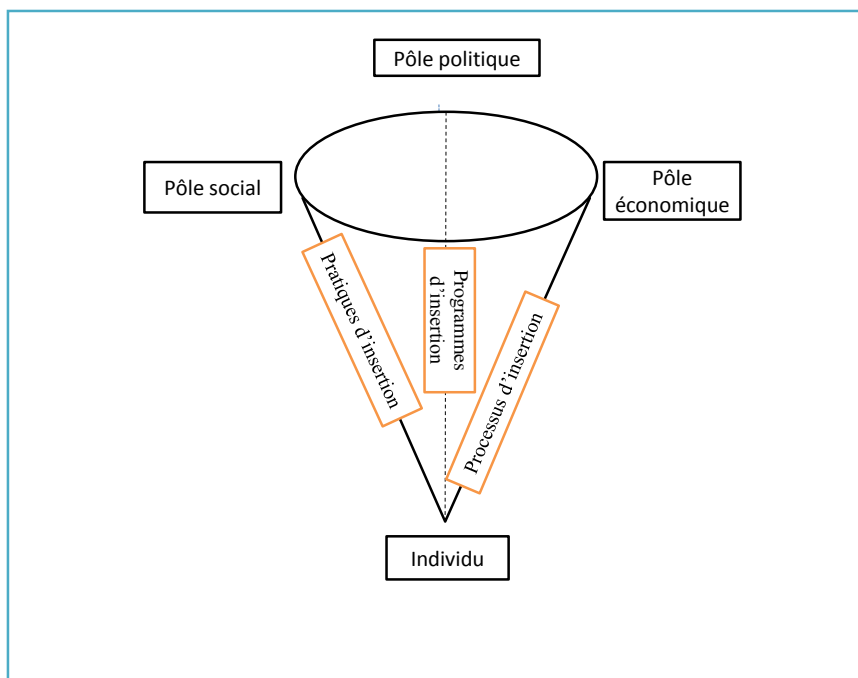 Pôle politique
Pôle social
Pôle
économique
Pratiques d’insertion
Programmes
d’insertion
Processus d’insertion
Individu